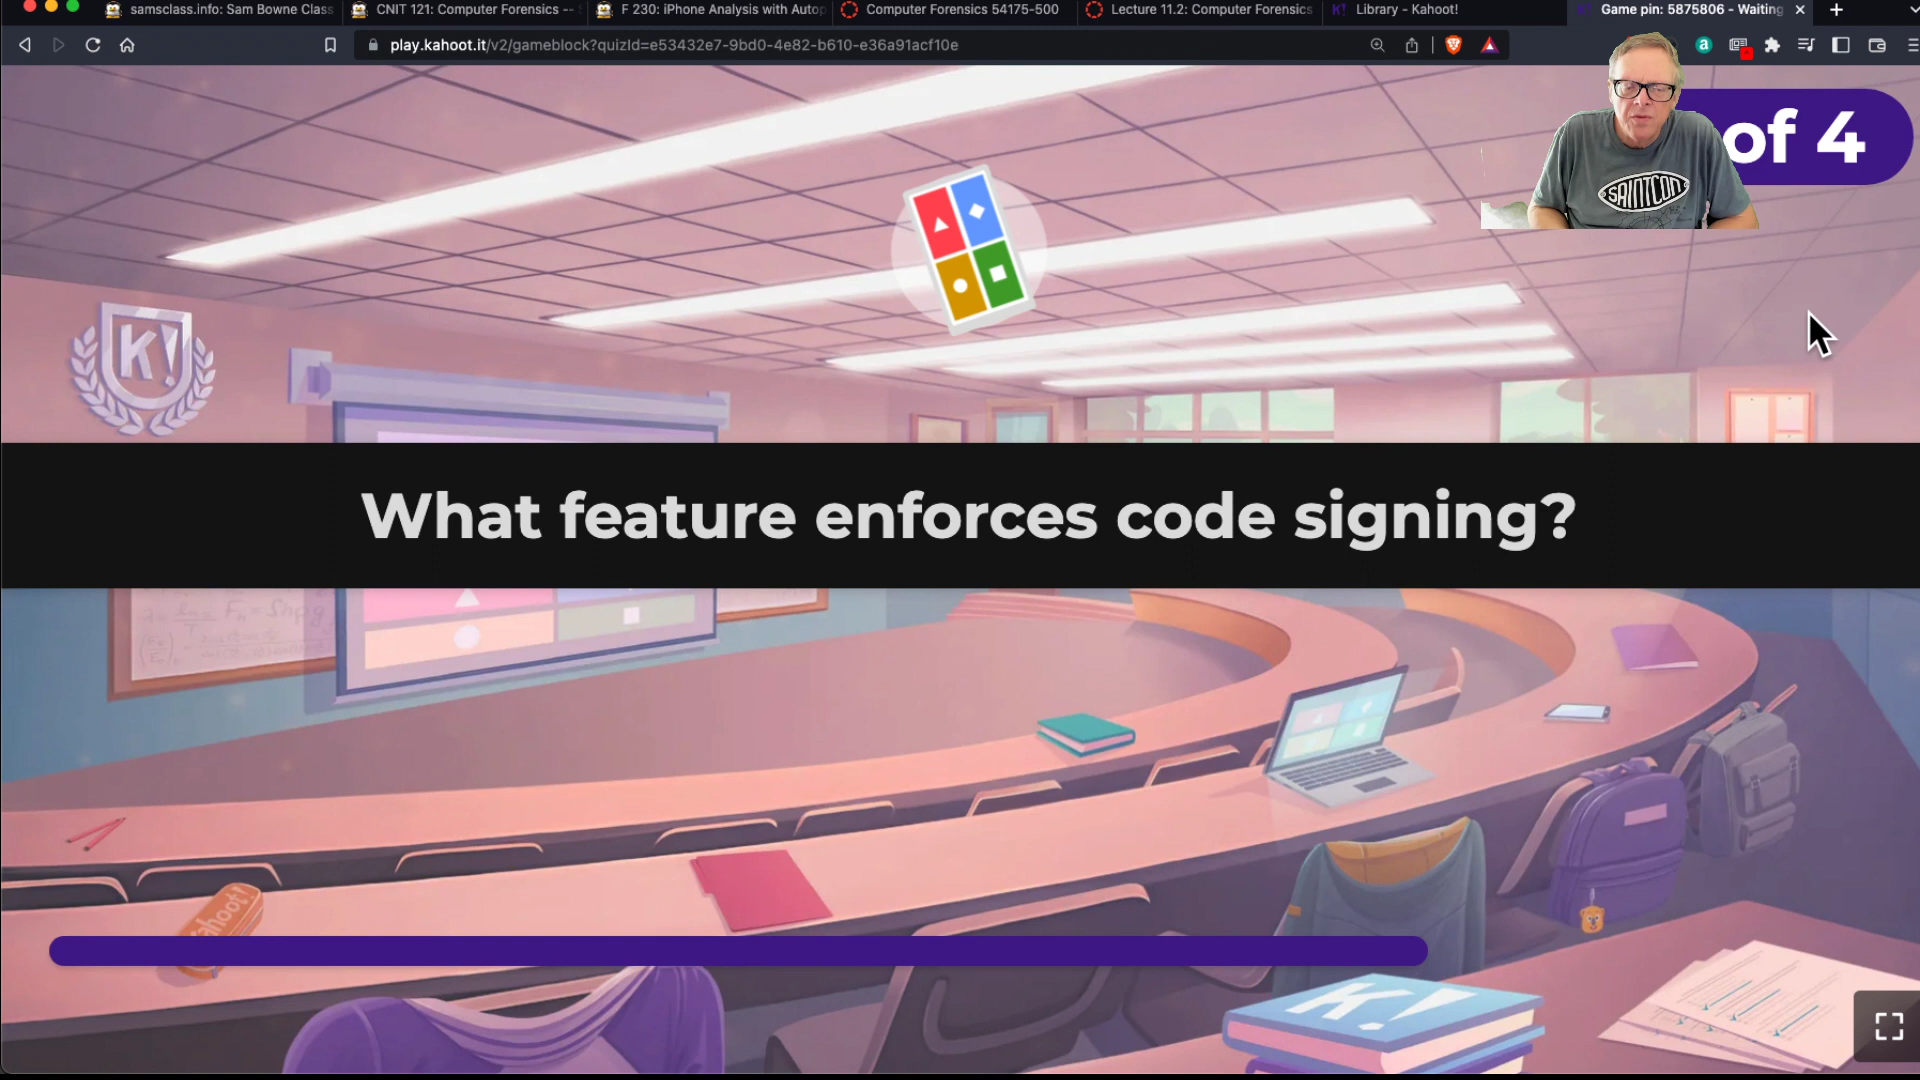 samsclass.info: Sam Bowne Class
CNIT 121: Computer Forensics --
F 230: iPhone Analysis with Autop
Computer Forensics 54175-500
Lecture 11.2: Computer Forensics
Library - Kahoot!
Game pin: 5875806 - Waiting
play.kahoot.it/v2/gameblock?quizId=e53432e7-9bd0-4e82-b610-e36a91acf10e
of 4
SAINTCON
K!
What feature enforces code signing?
Kahoot!
K!